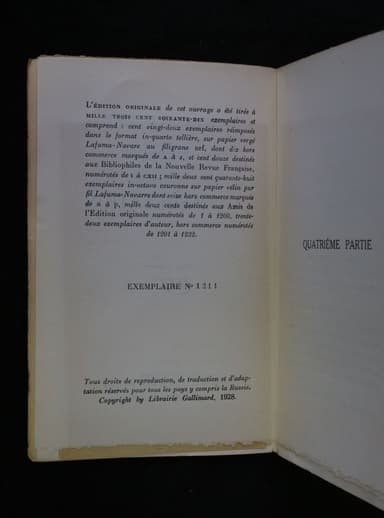 L'ÉDITION ORIGINALE de cet ouvrage a été tirée à
MILLE TROIS CENT SOIXANTE-DIX exemplaires et
comprend : cent vingt-deux exemplaires réimposés
dans le format in-quarto tellière, sur papier vergé
Lafuma-Navarre au filigrane nrf, dont dix hors
commerce marqués de A à J, et cent douze destinés
aux Bibliophiles de la Nouvelle Revue Française,
numérotés de I à CXII ; mille deux cent quarante-huit
exemplaires in-octavo couronne sur papier vélin pur
fil Lafuma-Navarre dont seize hors commerce marqués
de a à p, mille deux cents destinés aux Amis de
l'Edition originale numérotés de 1 à 1200, trente-
deux exemplaires d'auteur, hors commerce numérotés
de 1201 à 1232.
EXEMPLAIRE No 1211
Tous droits de reproduction, de traduction et d'adap-
tation réservés pour tous les pays y compris la Russie.
Copyright by Librairie Gallimard, 1928.
QUATRIÈME PARTIE